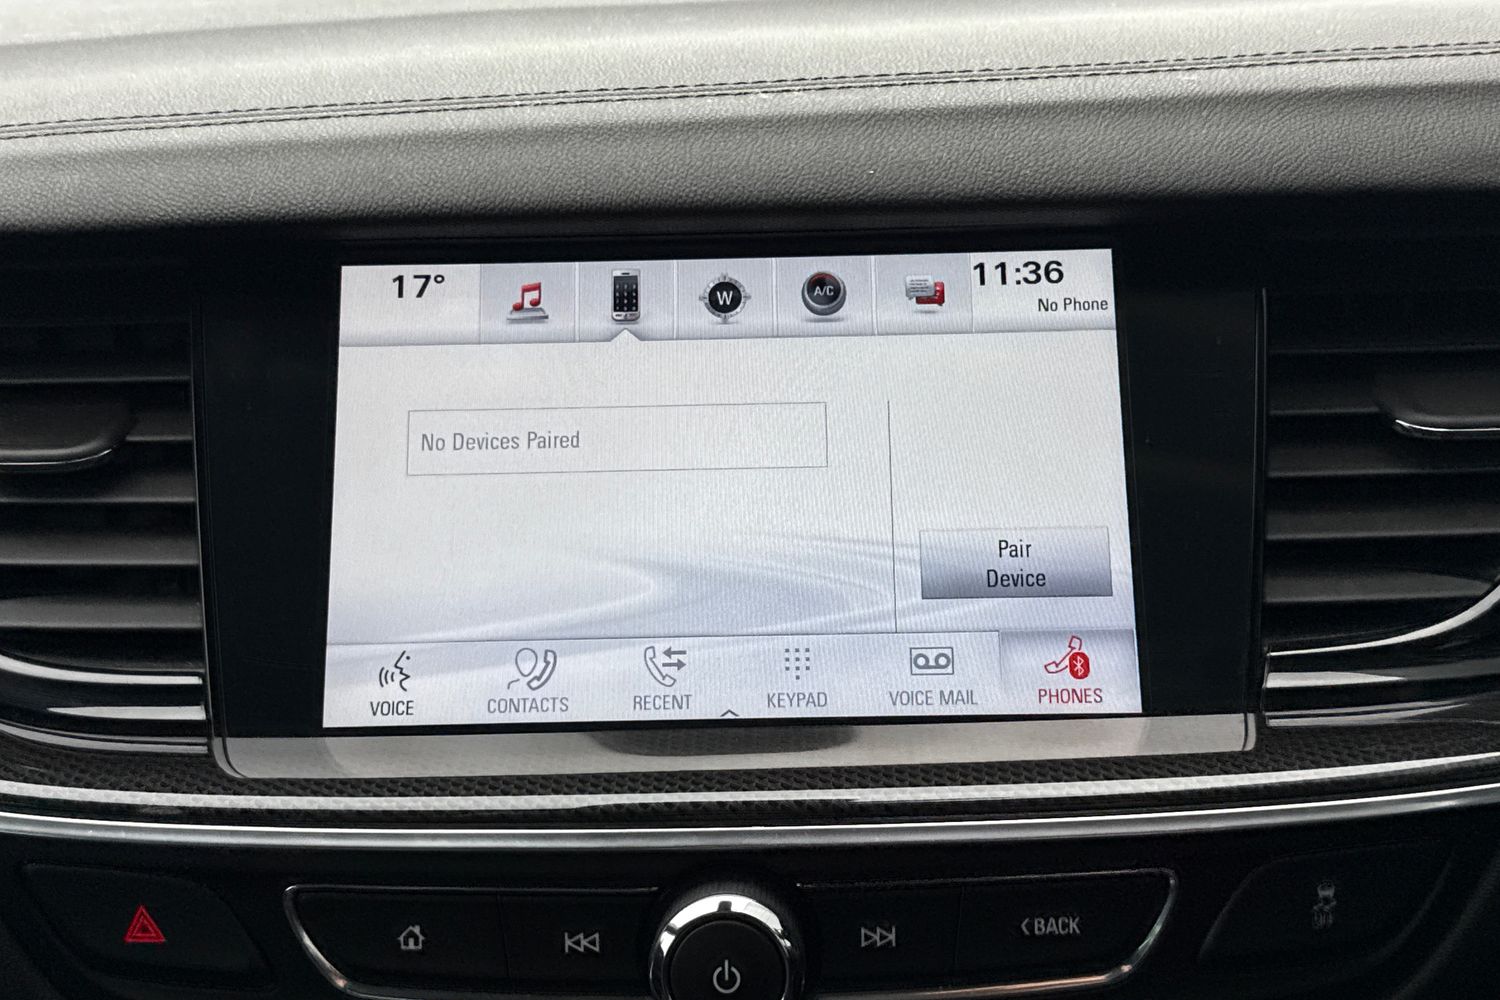 17°
W
A/C
11:36
No Phone
No Devices Paired
Pair
Device
VOICE
CONTACTS
RECENT
KEYPAD
VOICE MAIL
PHONES
BACK